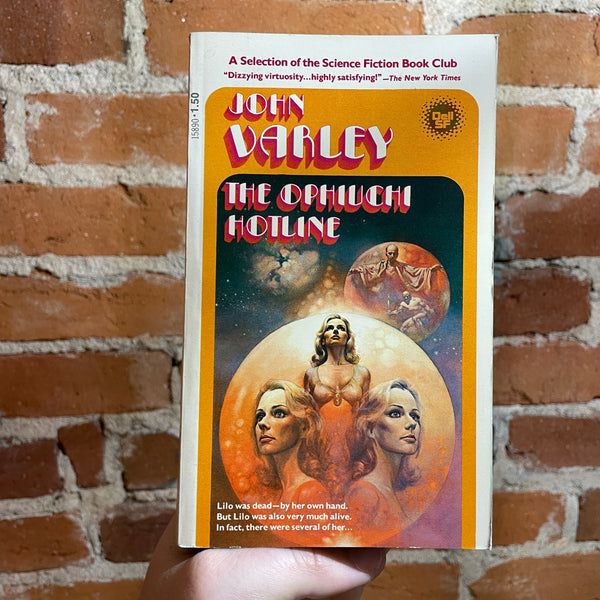 A Selection of the Science Fiction Book Club
"Dizzying virtuosity...highly satisfying!"—The New York Times
15890 • 1.50
JOHN
VARLEY
Dell
SF
THE OPHIUCHI
HOTLINE
Lilo was dead—by her own hand.
But Lilo was also very much alive.
In fact, there were several of her...